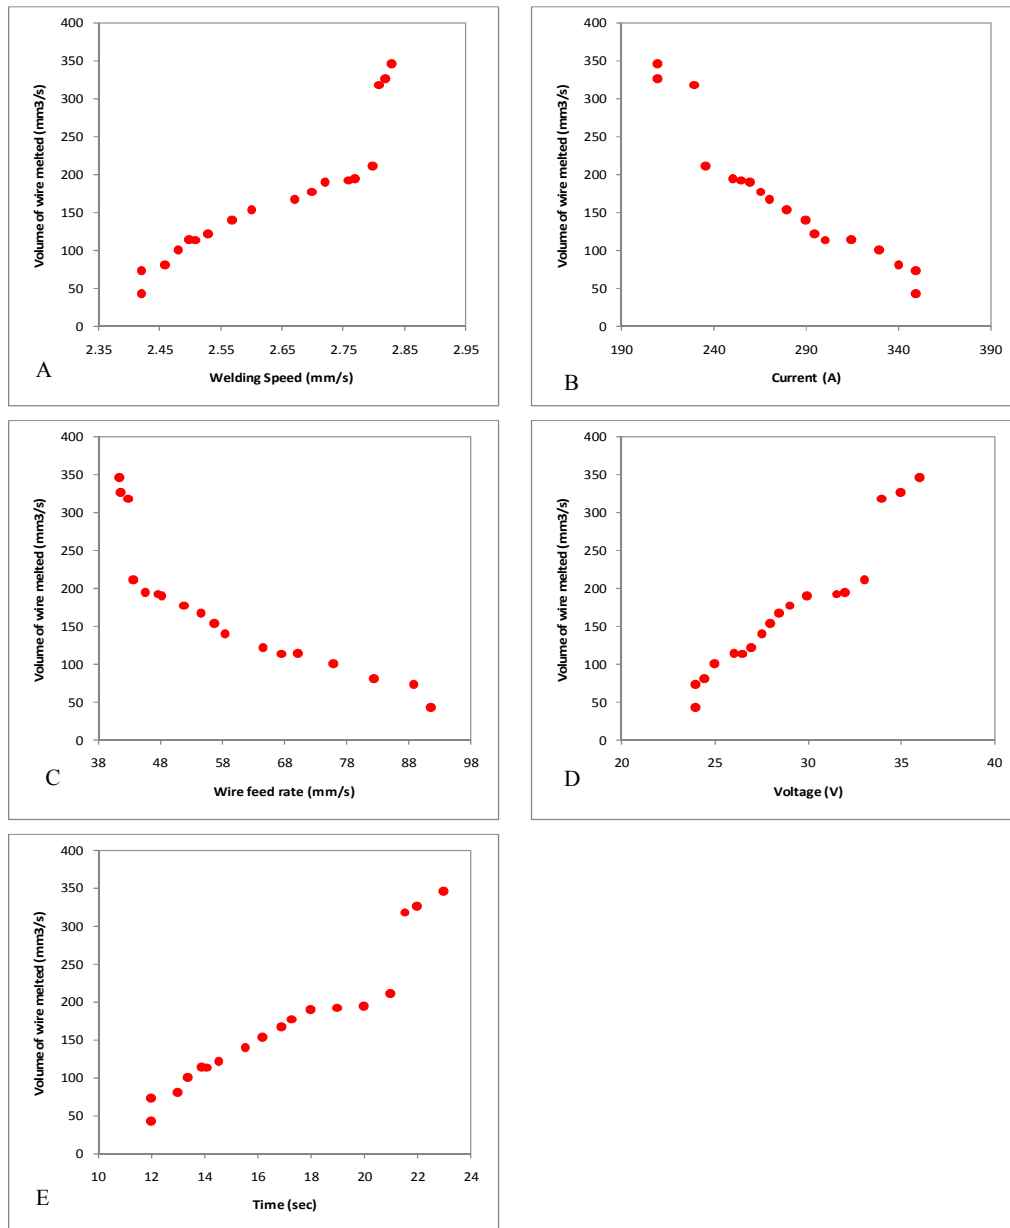 400
350
300
250
200
150
100
50
0
Volume of wire melted (mm3/s)
2.35 2.45 2.55 2.65 2.75 2.85 2.95
Welding Speed (mm/s)
A
400
350
300
250
200
150
100
50
0
Volume of wire melted (mm3/s)
190 240 290 340 390
Current (A)
B
400
350
300
250
200
150
100
50
0
Volume of wire melted (mm3/s)
38 48 58 68 78 88 98
Wire feed rate (mm/s)
C
400
350
300
250
200
150
100
50
0
Volume of wire melted (mm3/s)
20 25 30 35 40
Voltage (V)
D
400
350
300
250
200
150
100
50
0
Volume of wire melted (mm3/s)
10 12 14 16 18 20 22 24
Time (sec)
E